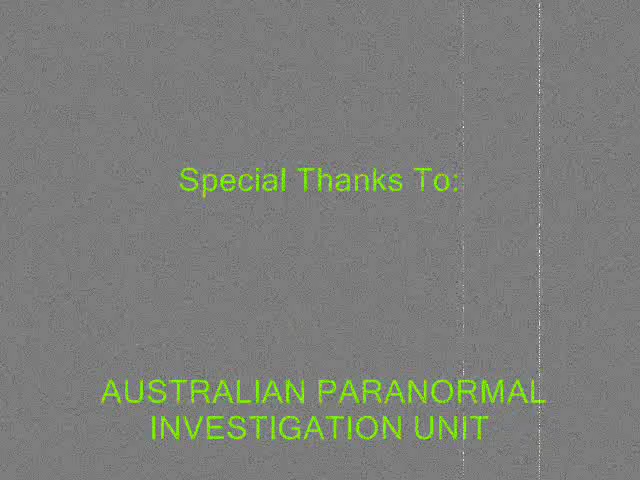 Special Thanks To:
AUSTRALIAN PARANORMAL
INVESTIGATION UNIT